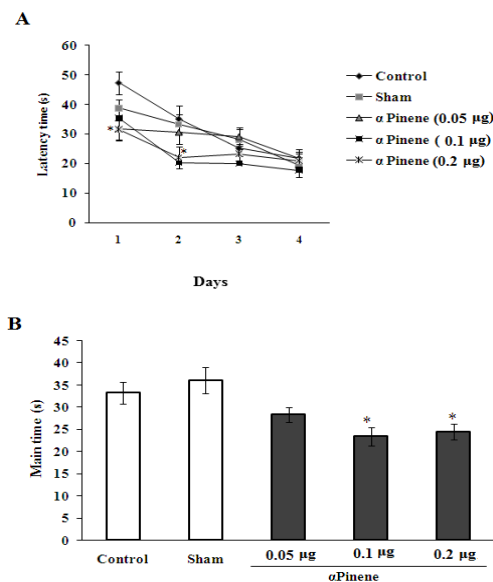 A
60
50
40
30
20
10
0
Latency time (s)
1 2 3 4
Days
Control
Sham
α Pinene (0.05 µg)
α Pinene ( 0.1 µg)
α Pinene (0.2 µg)
*
*
B
45
40
35
30
25
20
15
10
5
0
Main time (s)
* *
Control Sham 0.05 µg 0.1 µg 0.2 µg
αPinene